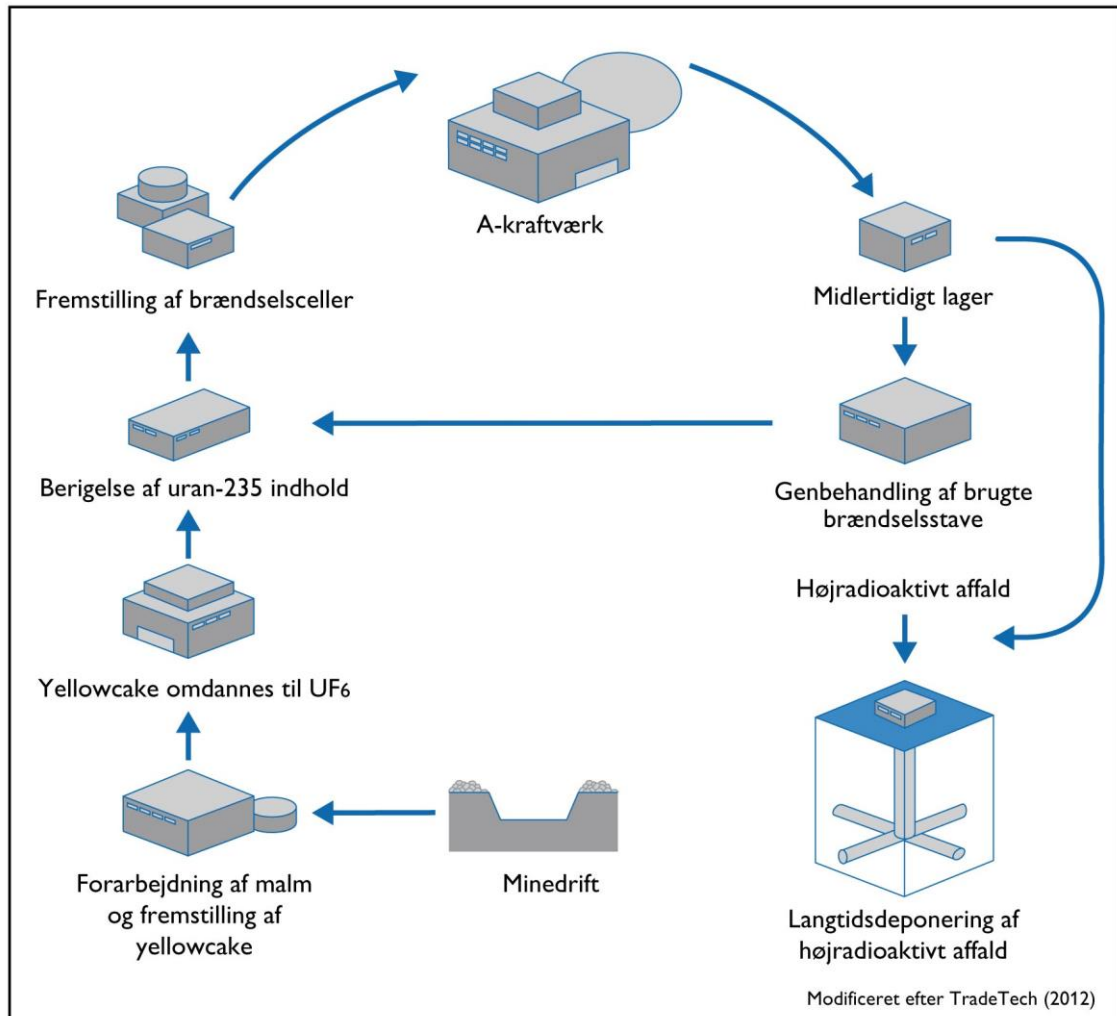 A-kraftværk
Fremstilling af brændselsceller
Midlertidigt lager
Berigelse af uran-235 indhold
Genbehandling af brugte
brændselsstave
Højradioaktivt affald
Yellowcake omdannes til UF6
Forarbejdning af malm
og fremstilling af
yellowcake
Minedrift
Langtidsdeponering af
højradioaktivt affald
Modificeret efter TradeTech (2012)